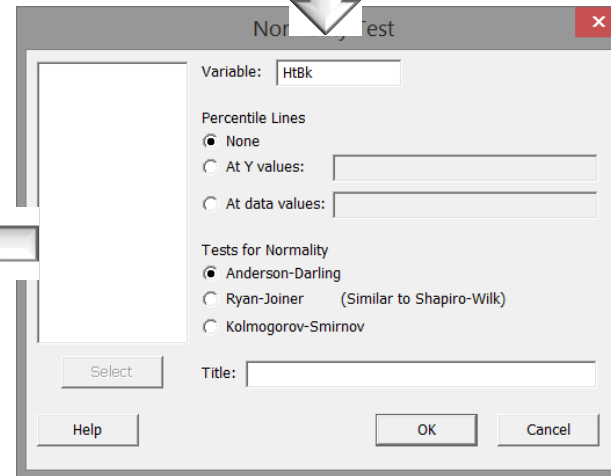 Test
Variable: HtBk
Percentile Lines
None
At Y values:
At data values:
Tests for Normality
Anderson-Darling
Ryan-Joiner (Similar to Shapiro-Wilk)
Kolmogorov-Smirnov
Select
Title:
Help OK Cancel